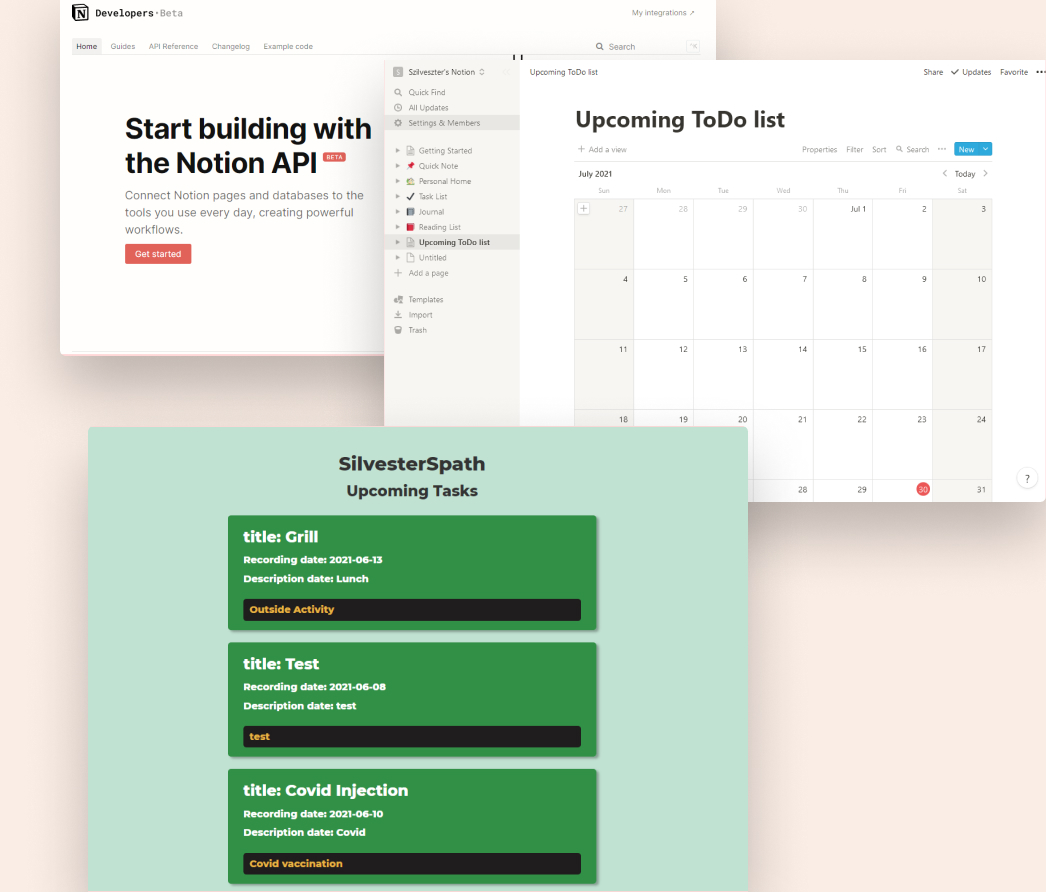 Developers·Beta
My integrations ↗
Home Guides API Reference Changelog Example code
Search
Start building with
the Notion API BETA
Connect Notion pages and databases to the
tools you use every day, creating powerful
workflows.
Get started
S Szilveszter's Notion
Quick Find
All Updates
Settings & Members
Getting Started
Quick Note
Personal Home
Task List
Journal
Reading List
Upcoming ToDo list
Untitled
+ Add a page
Templates
Import
Trash
Upcoming ToDo list
Share ✓ Updates Favorite •••
Upcoming ToDo list
+ Add a view
Properties Filter Sort Search ••• New
July 2021
< Today >
Sun Mon Tue Wed Thu Fri Sat
+ 27 28 29 30 Jul 1 2 3
4 5 6 7 8 9 10
11 12 13 14 15 16 17
18 19 20 21 22 23 24
28 29 30 31
?
SilvesterSpath
Upcoming Tasks
title: Grill
Recording date: 2021-06-13
Description date: Lunch
Outside Activity
title: Test
Recording date: 2021-06-08
Description date: test
test
title: Covid Injection
Recording date: 2021-06-10
Description date: Covid
Covid vaccination